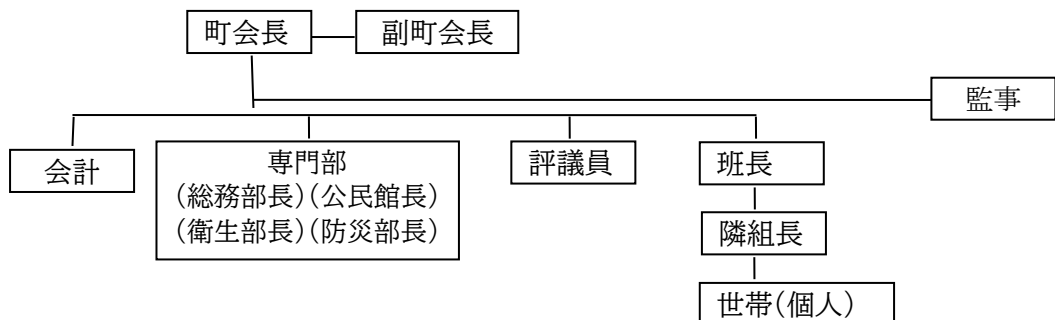 町会長
副町会長
監事
会計
専門部
(総務部長)(公民館長)
(衛生部長)(防災部長)
評議員
班長
隣組長
世帯(個人)